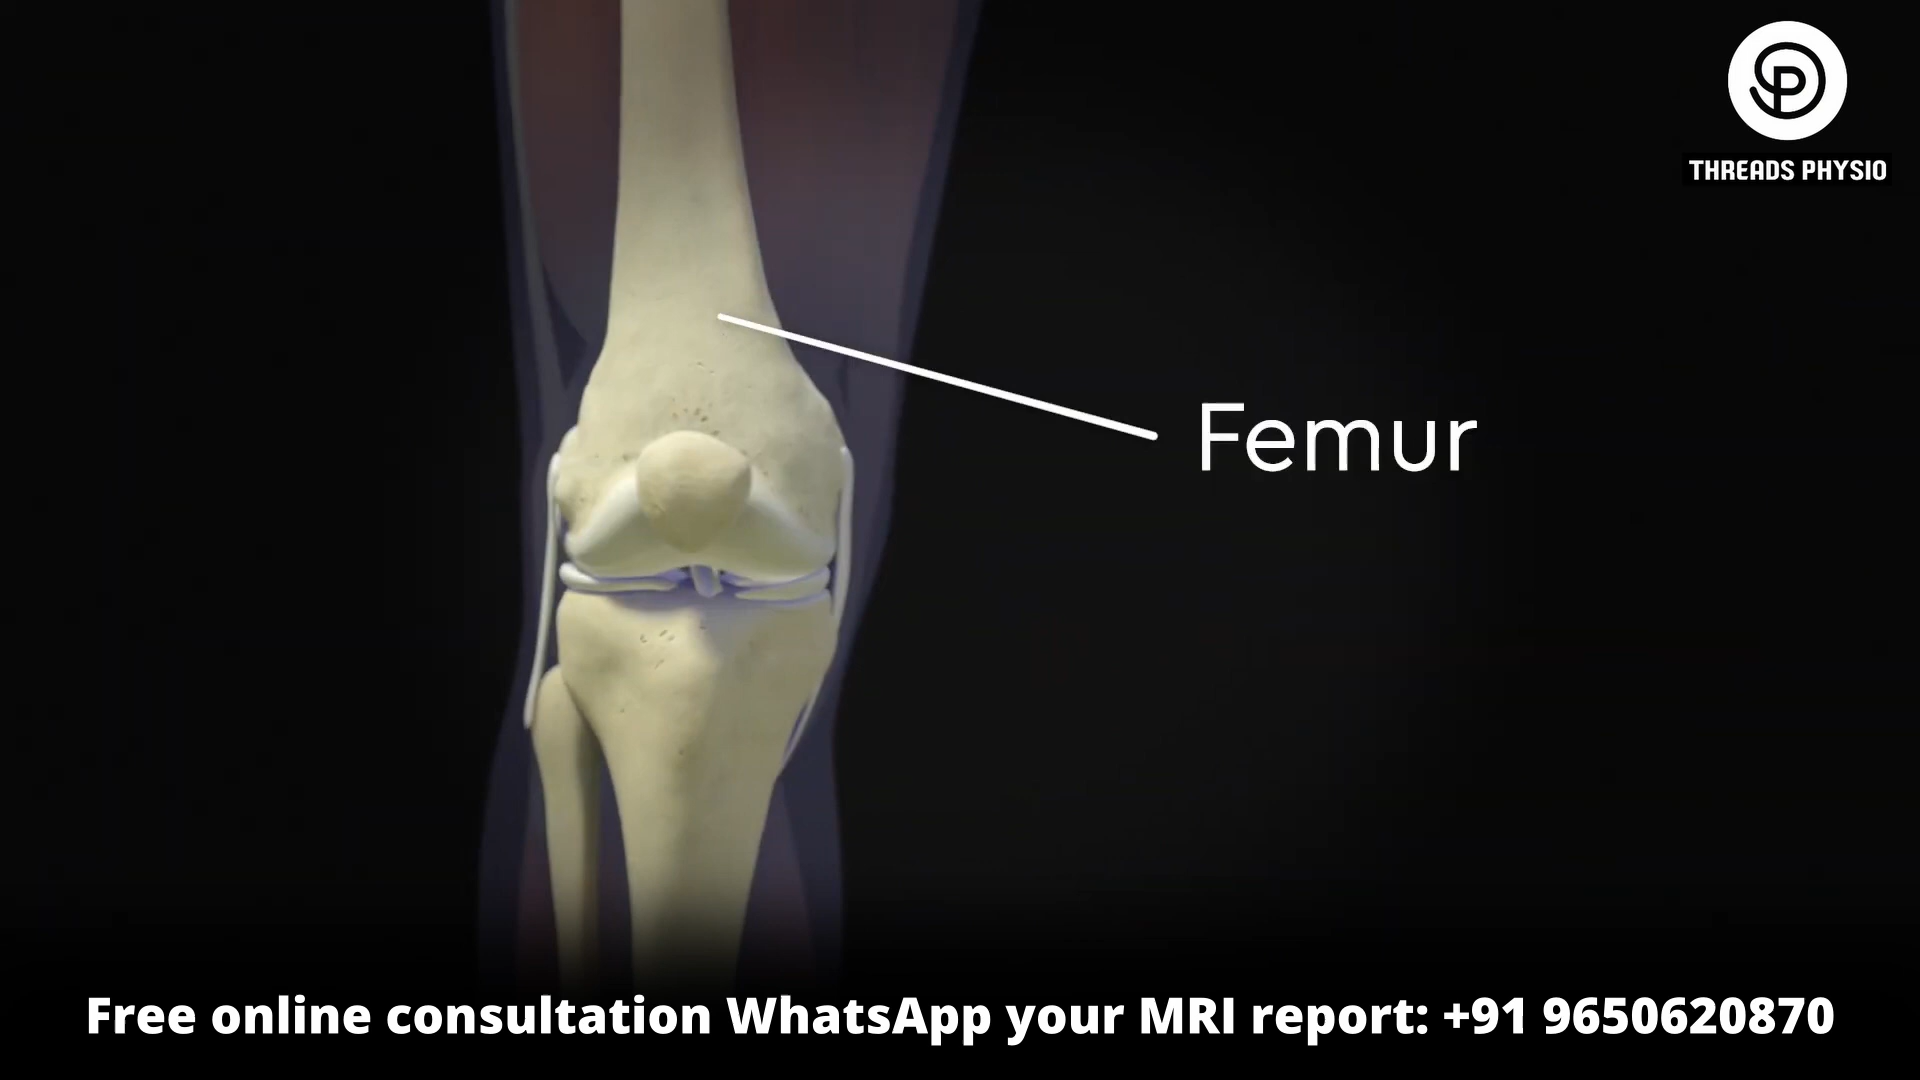 THREADS PHYSIO
Femur
Free online consultation WhatsApp your MRI report: +91 9650620870